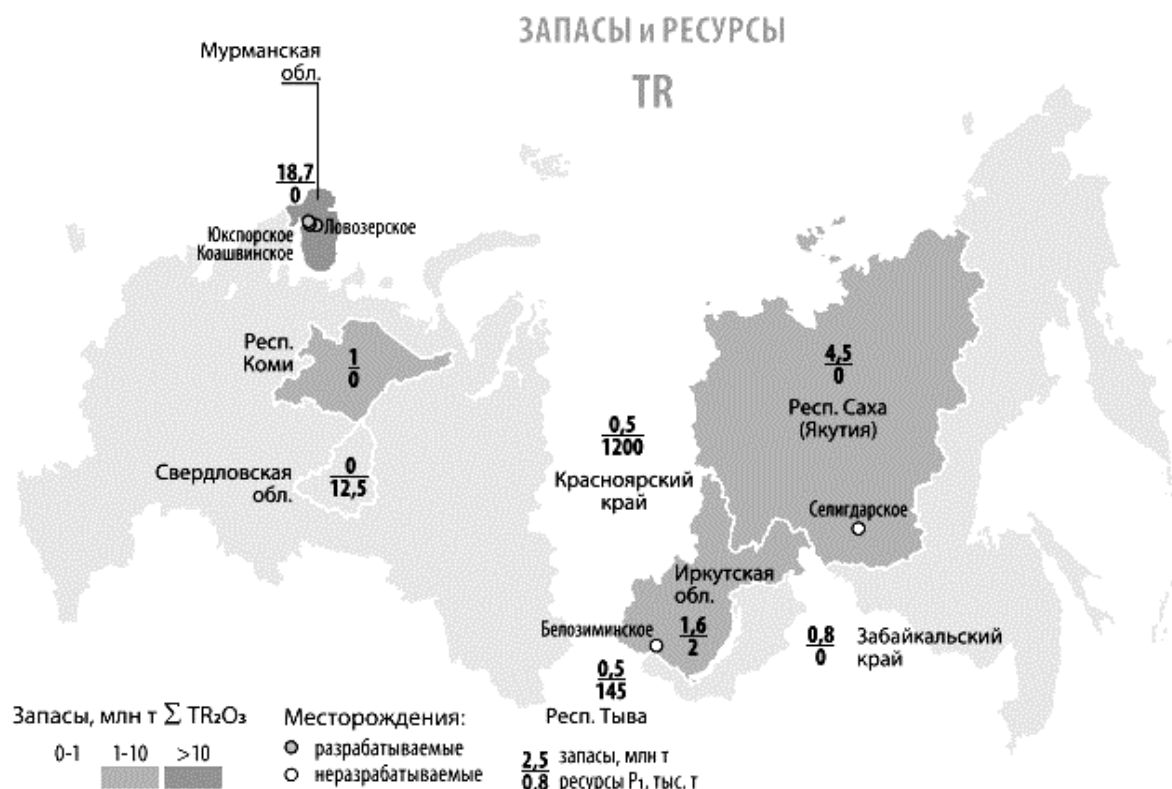 ЗАПАСЫ и РЕСУРСЫ
TR
Мурманская
обл.
18,7
0
Юкспорское
Коашвинское
Ловозерское
Респ.
Коми
1
0
4,5
0
Респ. Саха
(Якутия)
0,5
1200
Красноярский
край
Свердловская
обл.
0
12,5
Селигдарское
Иркутская
обл.
1,6
2
Белозиминское
0,8
0
Забайкальский
край
0,5
145
Респ. Тыва
Запасы, млн т ∑ TR₂O₃
0-1 1-10 >10
Месторождения:
разрабатываемые
неразрабатываемые
2,5 запасы, млн т
0,8 ресурсы P₁, тыс. т